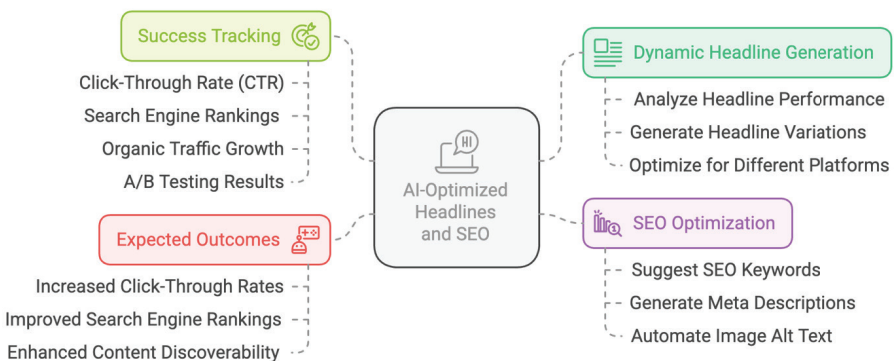 Success Tracking
Click-Through Rate (CTR)
Search Engine Rankings
Organic Traffic Growth
A/B Testing Results
Expected Outcomes
Increased Click-Through Rates
Improved Search Engine Rankings
Enhanced Content Discoverability
HI
AI-Optimized
Headlines
and SEO
Dynamic Headline Generation
Analyze Headline Performance
Generate Headline Variations
Optimize for Different Platforms
SEO Optimization
Suggest SEO Keywords
Generate Meta Descriptions
Automate Image Alt Text